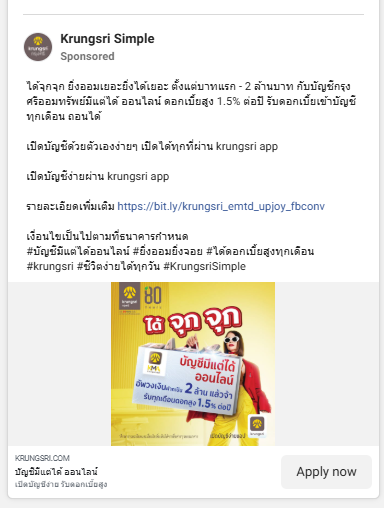 Krungsri Simple
Sponsored
ได้จุกจุก ยิ่งออมเยอะยิ่งได้เยอะ ตั้งแต่บาทแรก - 2 ล้านบาท กับบัญชีกรุง
ศรีออมทรัพย์มีแต่ได้ ออนไลน์ ดอกเบี้ยสูง 1.5% ต่อปี รับดอกเบี้ยเข้าบัญชี
ทุกเดือน ถอนได้
เปิดบัญชีด้วยตัวเองง่ายๆ เปิดได้ทุกที่ผ่าน krungsri app
เปิดบัญชีง่ายผ่าน krungsri app
รายละเอียดเพิ่มเติม https://bit.ly/krungsri_emtd_upjoy_fbconv
เงื่อนไขเป็นไปตามที่ธนาคารกำหนด
#บัญชีมีแต่ได้ออนไลน์ #ยิ่งออมยิ่งจอย #ได้ดอกเบี้ยสูงทุกเดือน
#krungsri #ชีวิตง่ายได้ทุกวัน #KrungsriSimple
krungsri
80
ได้ จุก จุก
บัญชีมีแต่ได้
ออนไลน์
2 ล้าน แล้วจ้า
รับทุกเดือนดอกสูง 1.5% ต่อปี
เปิดบัญชีง่ายแอป
krungsri
KRUNGSRI.COM
บัญชีมีแต่ได้ ออนไลน์
เปิดบัญชีง่าย รับดอกเบี้ยสูง
Apply now